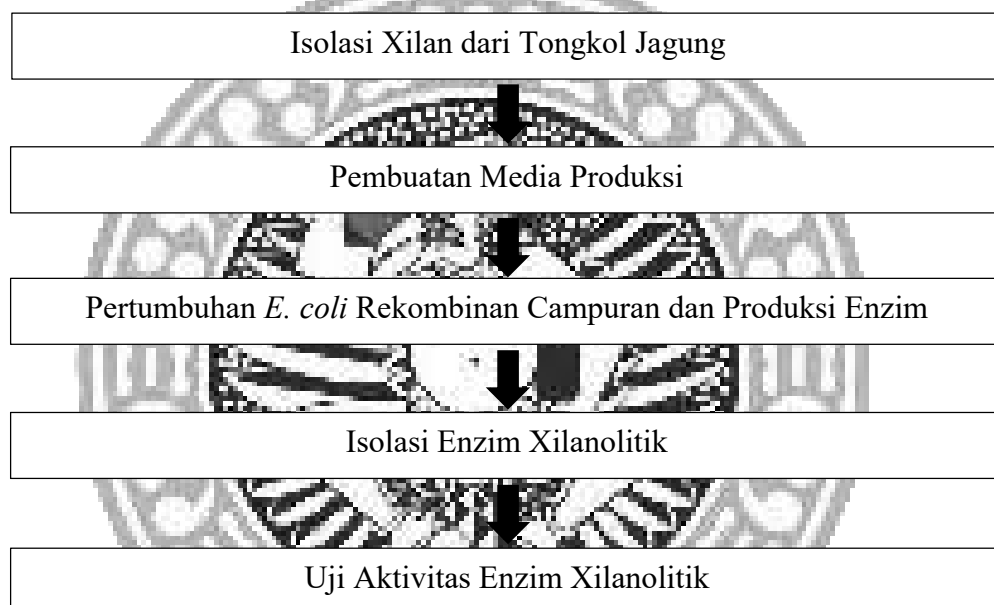 Isolasi Xilan dari Tongkol Jagung
Pembuatan Media Produksi
Pertumbuhan E. coli Rekombinan Campuran dan Produksi Enzim
Isolasi Enzim Xilanolitik
Uji Aktivitas Enzim Xilanolitik